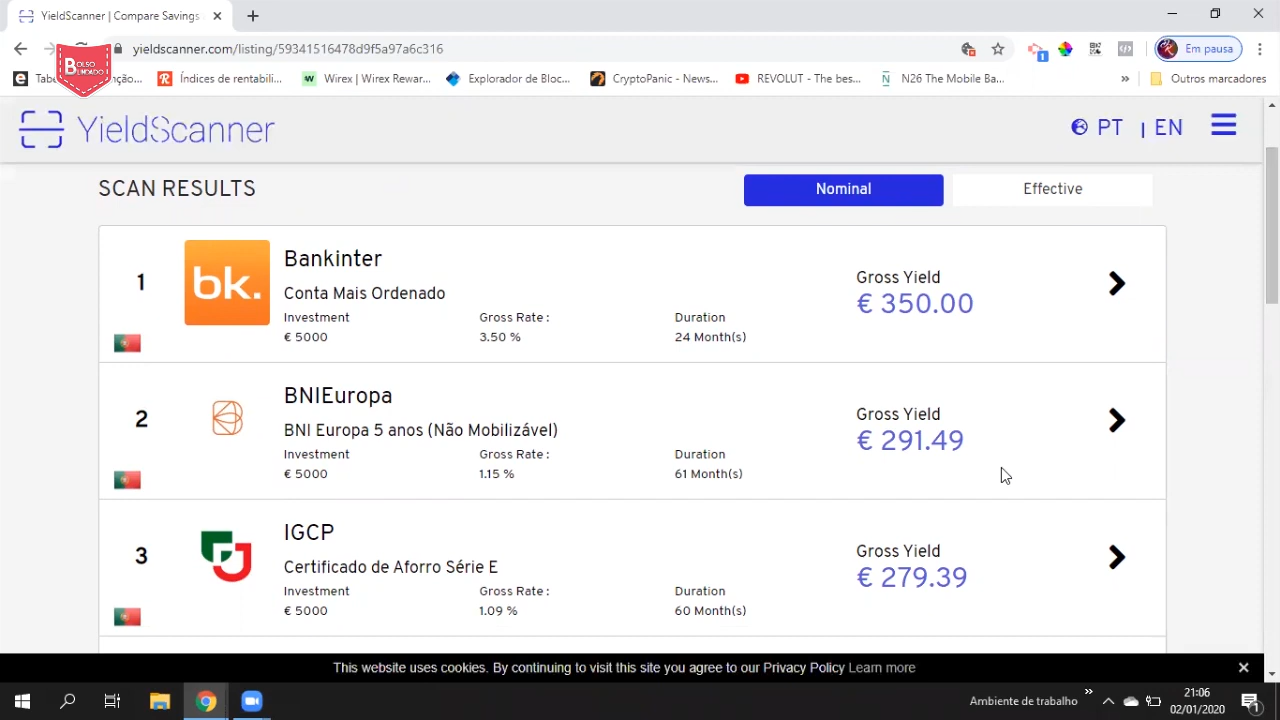 YieldScanner | Compare Savings
yieldscanner.com/listing/59341516478d9f5a97a6c316
1
Em pausa
BOLSO
BLINDADO
Índices de rentabili...
Wirex | Wirex Rewar...
Explorador de Bloc...
CryptoPanic - News...
REVOLUT - The bes...
N26 The Mobile Ba...
»
Outros marcadores
YieldScanner
PT | EN
SCAN RESULTS
Nominal
Effective
1
bk.
Bankinter
Conta Mais Ordenado
Investment
€ 5000
Gross Rate :
3.50 %
Duration
24 Month(s)
Gross Yield
€ 350.00
2
BNIEuropa
BNI Europa 5 anos (Não Mobilizável)
Investment
€ 5000
Gross Rate :
1.15 %
Duration
61 Month(s)
Gross Yield
€ 291.49
3
IGCP
Certificado de Aforro Série E
Investment
€ 5000
Gross Rate :
1.09 %
Duration
60 Month(s)
Gross Yield
€ 279.39
This website uses cookies. By continuing to visit this site you agree to our Privacy Policy Learn more
Ambiente de trabalho
»
21:06
02/01/2020
1